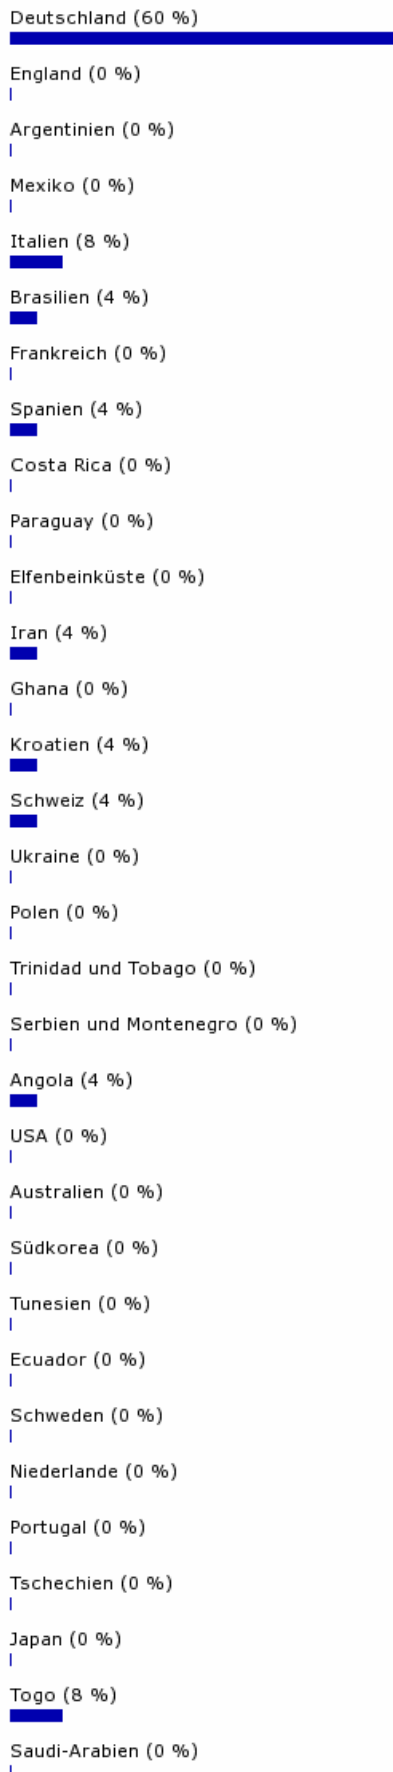 Deutschland (60 %)
England (0 %)
Argentinien (0 %)
Mexiko (0 %)
Italien (8 %)
Brasilien (4 %)
Frankreich (0 %)
Spanien (4 %)
Costa Rica (0 %)
Paraguay (0 %)
Elfenbeinküste (0 %)
Iran (4 %)
Ghana (0 %)
Kroatien (4 %)
Schweiz (4 %)
Ukraine (0 %)
Polen (0 %)
Trinidad und Tobago (0 %)
Serbien und Montenegro (0 %)
Angola (4 %)
USA (0 %)
Australien (0 %)
Südkorea (0 %)
Tunesien (0 %)
Ecuador (0 %)
Schweden (0 %)
Niederlande (0 %)
Portugal (0 %)
Tschechien (0 %)
Japan (0 %)
Togo (8 %)
Saudi-Arabien (0 %)